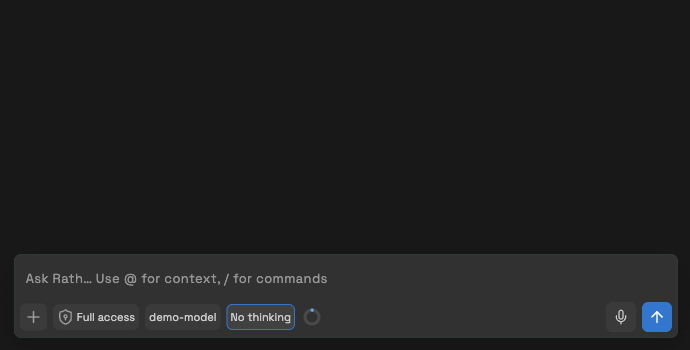 Ask Rath... Use @ for context, / for commands
Full access demo-model No thinking